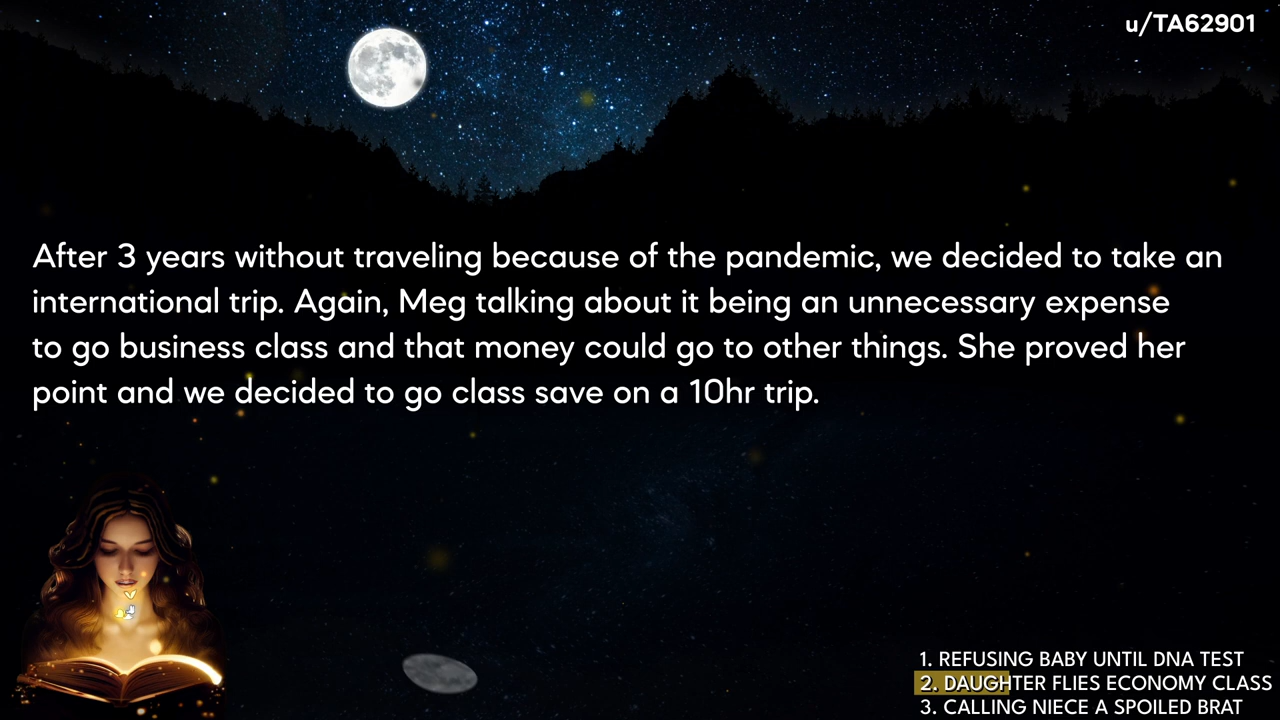 u/TA62901
After 3 years without traveling because of the pandemic, we decided to take an
international trip. Again, Meg talking about it being an unnecessary expense
to go business class and that money could go to other things. She proved her
point and we decided to go class save on a 10hr trip.
1. REFUSING BABY UNTIL DNA TEST
2. DAUGHTER FLIES ECONOMY CLASS
3. CALLING NIECE A SPOILED BRAT